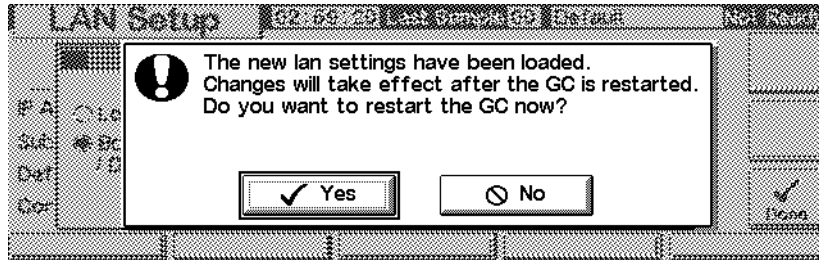 LAN Setup
The new lan settings have been loaded.
Changes will take effect after the GC is restarted.
Do you want to restart the GC now?
Yes
No
Done